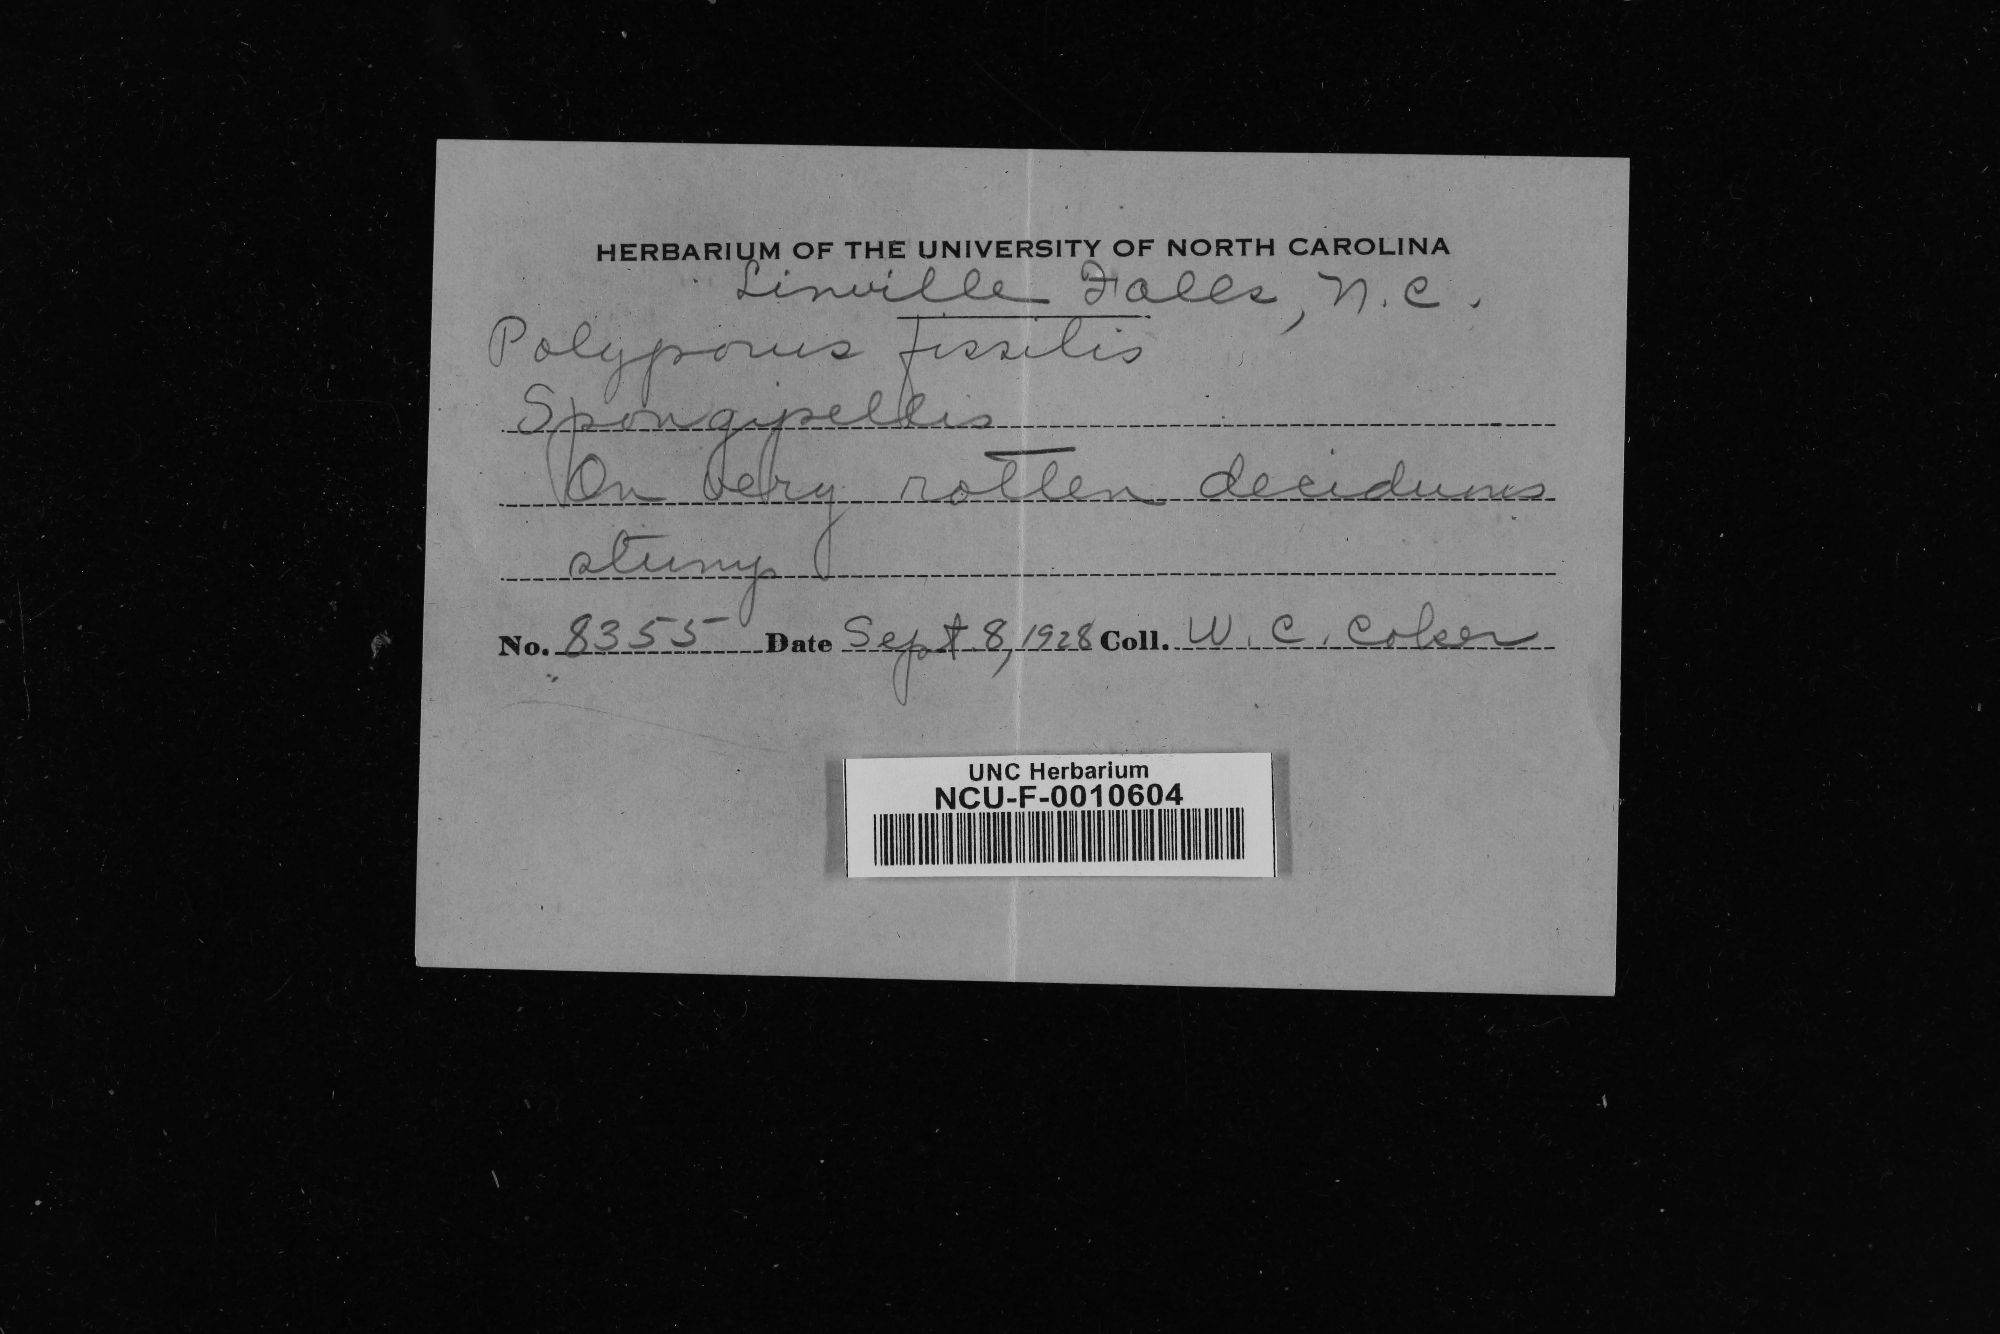 HERBARIUM OF THE UNIVERSITY OF NORTH CAROLINA
Linville Falls, N.C.
Polyporus fissilis
Spongipellis
On very rotten deciduous
stump
No. 8355 Date Sept. 8, 1928 Coll. W. C. Coker
UNC Herbarium
NCU-F-0010604